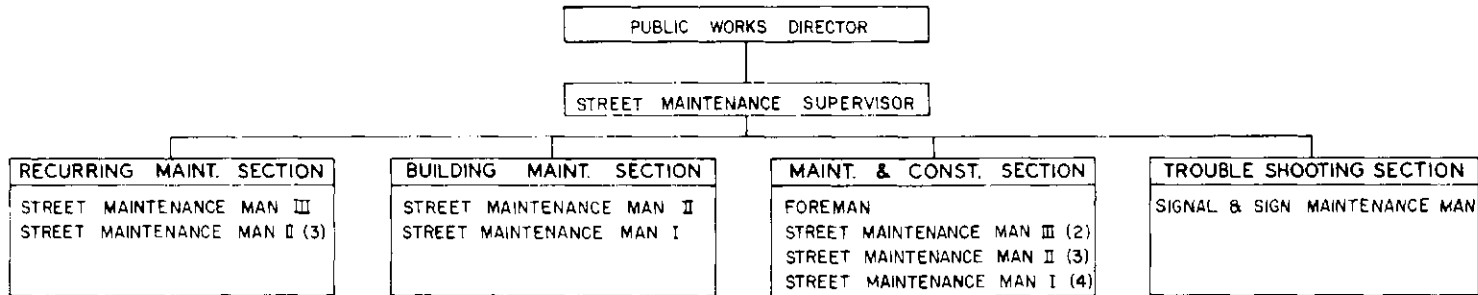 PUBLIC WORKS DIRECTOR
STREET MAINTENANCE SUPERVISOR
RECURRING MAINT. SECTION
STREET MAINTENANCE MAN III
STREET MAINTENANCE MAN II (3)
BUILDING MAINT. SECTION
STREET MAINTENANCE MAN II
STREET MAINTENANCE MAN I
MAINT. & CONST. SECTION
FOREMAN
STREET MAINTENANCE MAN III (2)
STREET MAINTENANCE MAN II (3)
STREET MAINTENANCE MAN I (4)
TROUBLE SHOOTING SECTION
SIGNAL & SIGN MAINTENANCE MAN